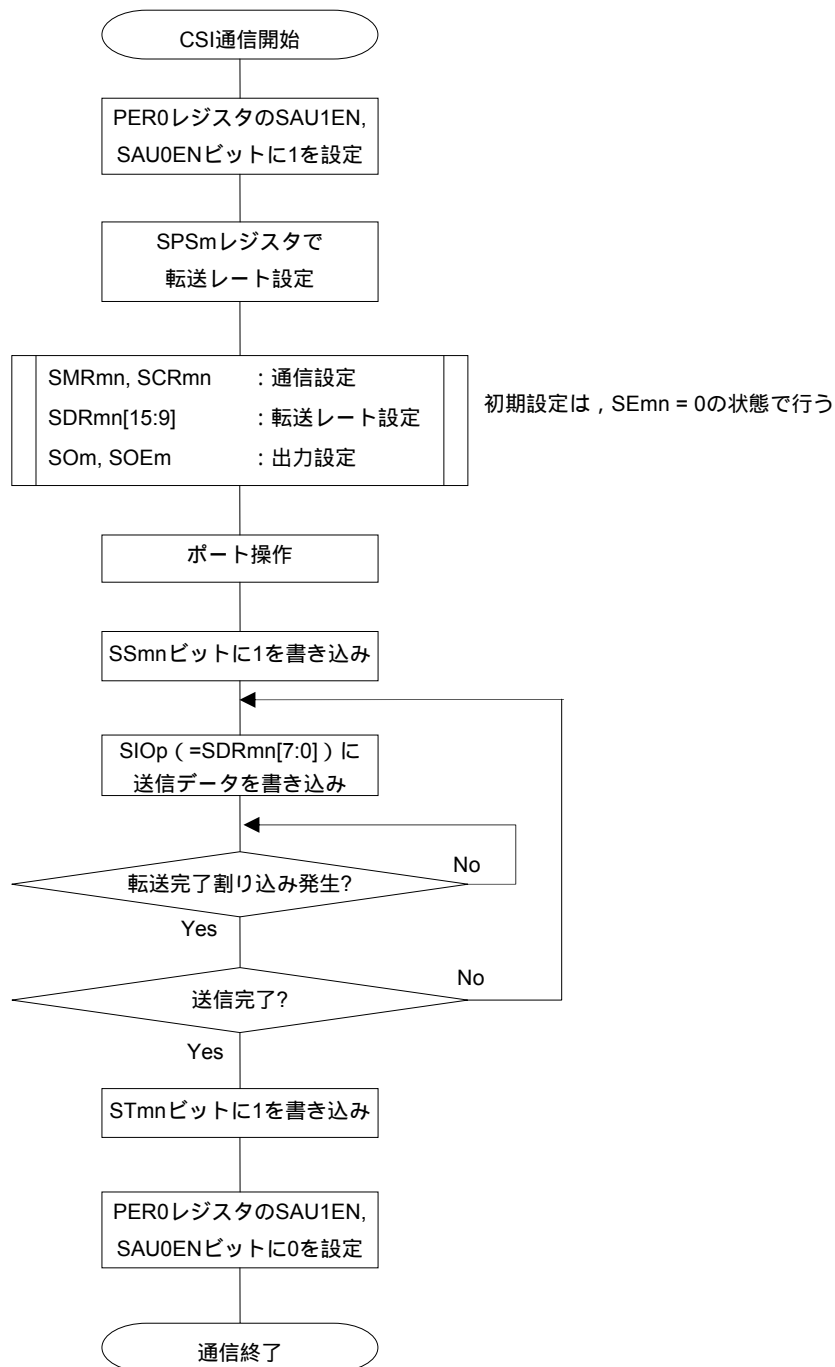 CSI通信開始
PER0レジスタのSAU1EN,
SAU0ENビットに1を設定
SPSmレジスタで
転送レート設定
SMRmn, SCRmn ：通信設定
SDRmn[15:9] ：転送レート設定
SOm, SOEm ：出力設定
初期設定は，SEmn = 0の状態で行う
ポート操作
SSmnビットに1を書き込み
SIOp（=SDRmn[7:0]）に
送信データを書き込み
転送完了割り込み発生?
No
Yes
送信完了?
No
Yes
STmnビットに1を書き込み
PER0レジスタのSAU1EN,
SAU0ENビットに0を設定
通信終了